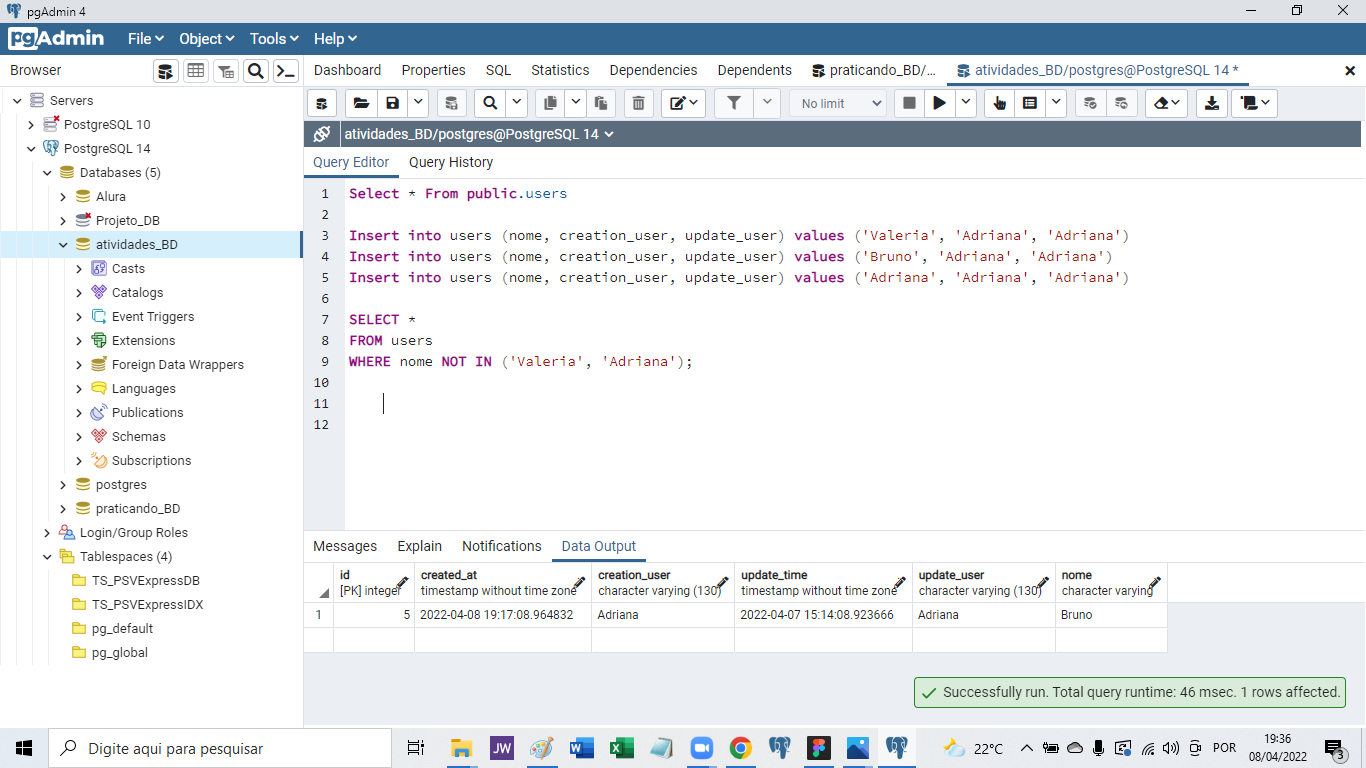 pgAdmin 4
pgAdmin File Object Tools Help
Browser
Dashboard Properties SQL Statistics Dependencies Dependents praticando_BD/... atividades_BD/postgres@PostgreSQL 14 *
No limit
atividades_BD/postgres@PostgreSQL 14
Query Editor Query History
Servers
PostgreSQL 10
PostgreSQL 14
Databases (5)
Alura
Projeto_DB
atividades_BD
Casts
Catalogs
Event Triggers
Extensions
Foreign Data Wrappers
Languages
Publications
Schemas
Subscriptions
postgres
praticando_BD
Login/Group Roles
Tablespaces (4)
TS_PSVExpressDB
TS_PSVExpressIDX
pg_default
pg_global
1 Select * From public.users
2
3 Insert into users (nome, creation_user, update_user) values ('Valeria', 'Adriana', 'Adriana')
4 Insert into users (nome, creation_user, update_user) values ('Bruno', 'Adriana', 'Adriana')
5 Insert into users (nome, creation_user, update_user) values ('Adriana', 'Adriana', 'Adriana')
6
7 SELECT *
8 FROM users
9 WHERE nome NOT IN ('Valeria', 'Adriana');
10
11
12
Messages Explain Notifications Data Output
id created_at creation_user update_time update_user nome
[PK] integer timestamp without time zone character varying (130) timestamp without time zone character varying (130) character varying
1 5 2022-04-08 19:17:08.964832 Adriana 2022-04-07 15:14:08.923666 Adriana Bruno
Successfully run. Total query runtime: 46 msec. 1 rows affected.
Digite aqui para pesquisar
JW
22°C
POR
19:36
08/04/2022
3